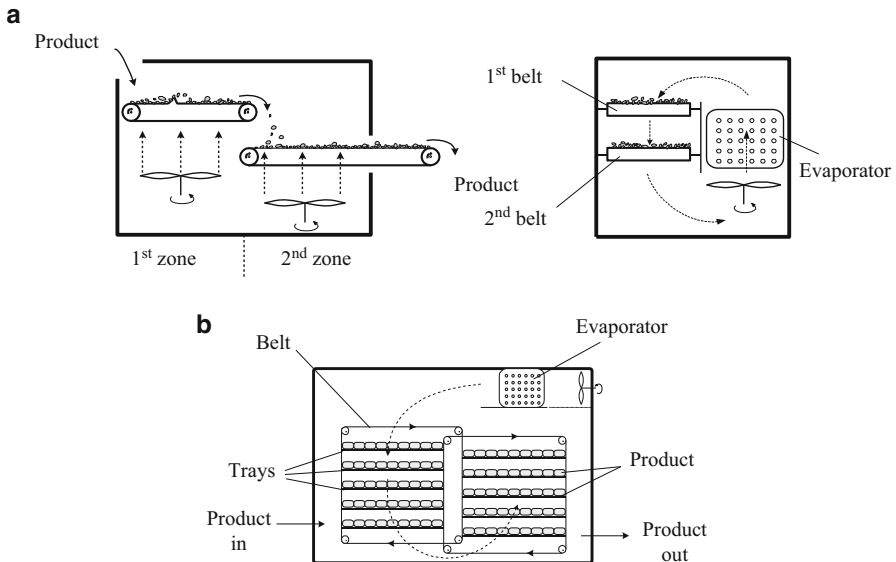 a
Product
Product
1st zone
2nd zone
1st belt
Evaporator
2nd belt
b
Evaporator
Belt
Trays
Product
Product
in
Product
out